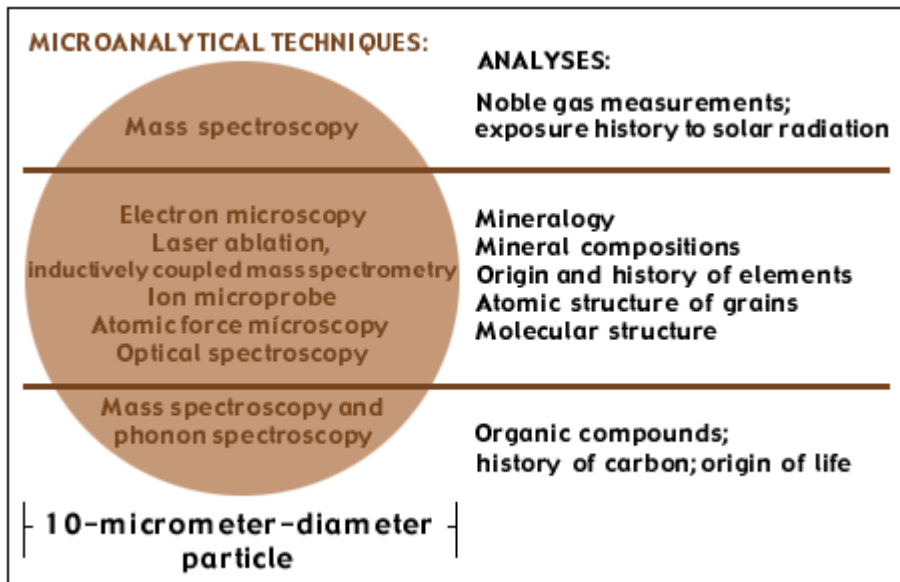 MICROANALYTICAL TECHNIQUES:
Mass spectroscopy
ANALYSES:
Noble gas measurements;
exposure history to solar radiation
Electron microscopy
Laser ablation,
inductively coupled mass spectrometry
Ion microprobe
Atomic force microscopy
Optical spectroscopy
Mineralogy
Mineral compositions
Origin and history of elements
Atomic structure of grains
Molecular structure
Mass spectroscopy and
phonon spectroscopy
Organic compounds;
history of carbon; origin of life
10-micrometer-diameter
particle